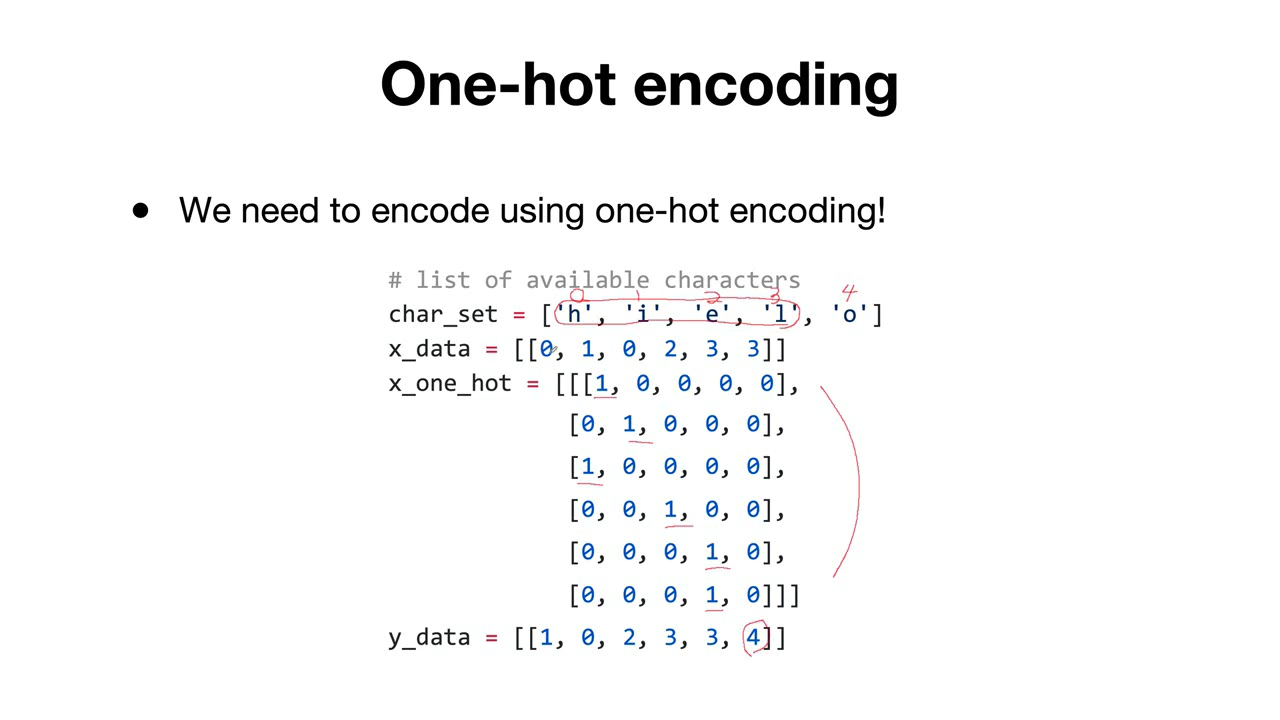 One-hot encoding
• We need to encode using one-hot encoding!
# list of available characters
0 1 2 3 4
char_set = ['h', 'i', 'e', 'l', 'o']
x_data = [[0, 1, 0, 2, 3, 3]]
x_one_hot = [[[1, 0, 0, 0, 0],
[0, 1, 0, 0, 0],
[1, 0, 0, 0, 0],
[0, 0, 1, 0, 0],
[0, 0, 0, 1, 0],
[0, 0, 0, 1, 0]]]
y_data = [[1, 0, 2, 3, 3, 4]]